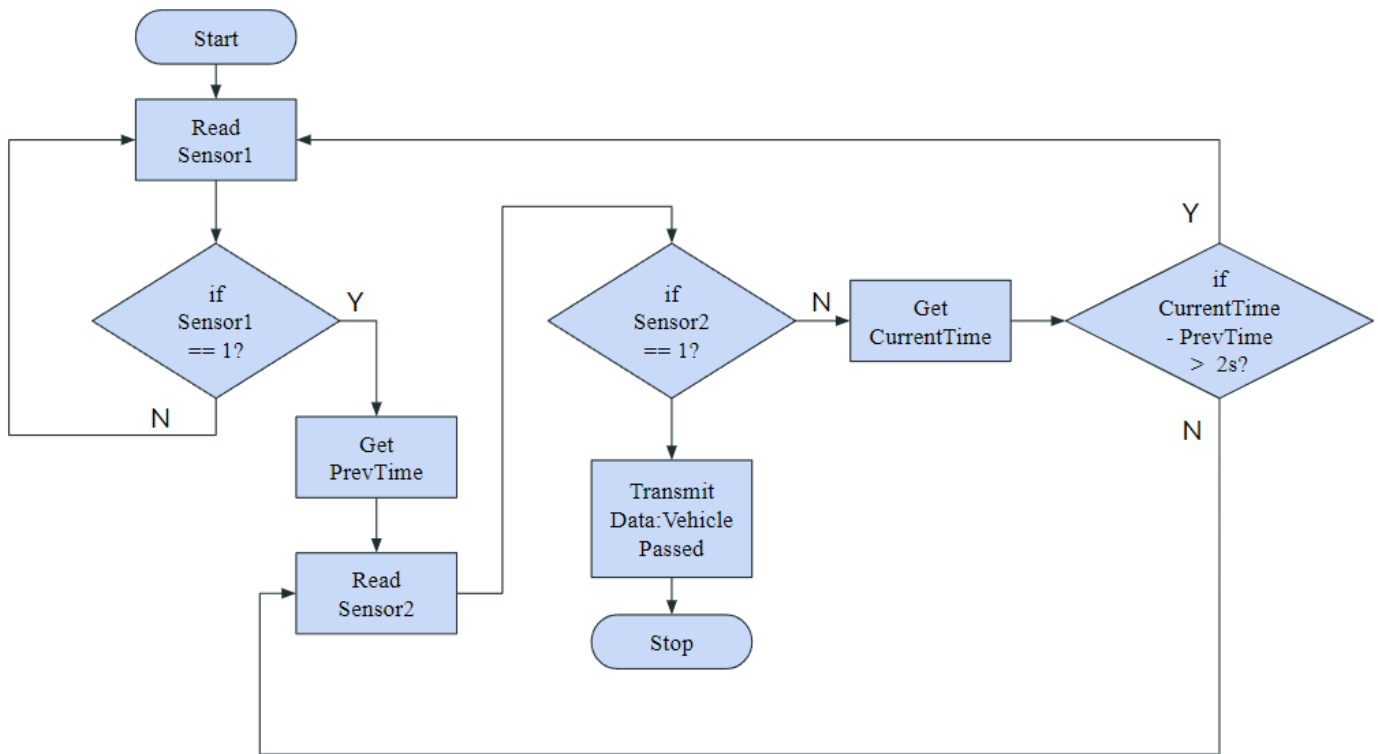 Start
Read
Sensor1
if
Sensor1
== 1?
Y
N
Get
PrevTime
Read
Sensor2
if
Sensor2
== 1?
N
Transmit
Data:Vehicle
Passed
Stop
Get
CurrentTime
if
CurrentTime
- PrevTime
> 2s?
Y
N